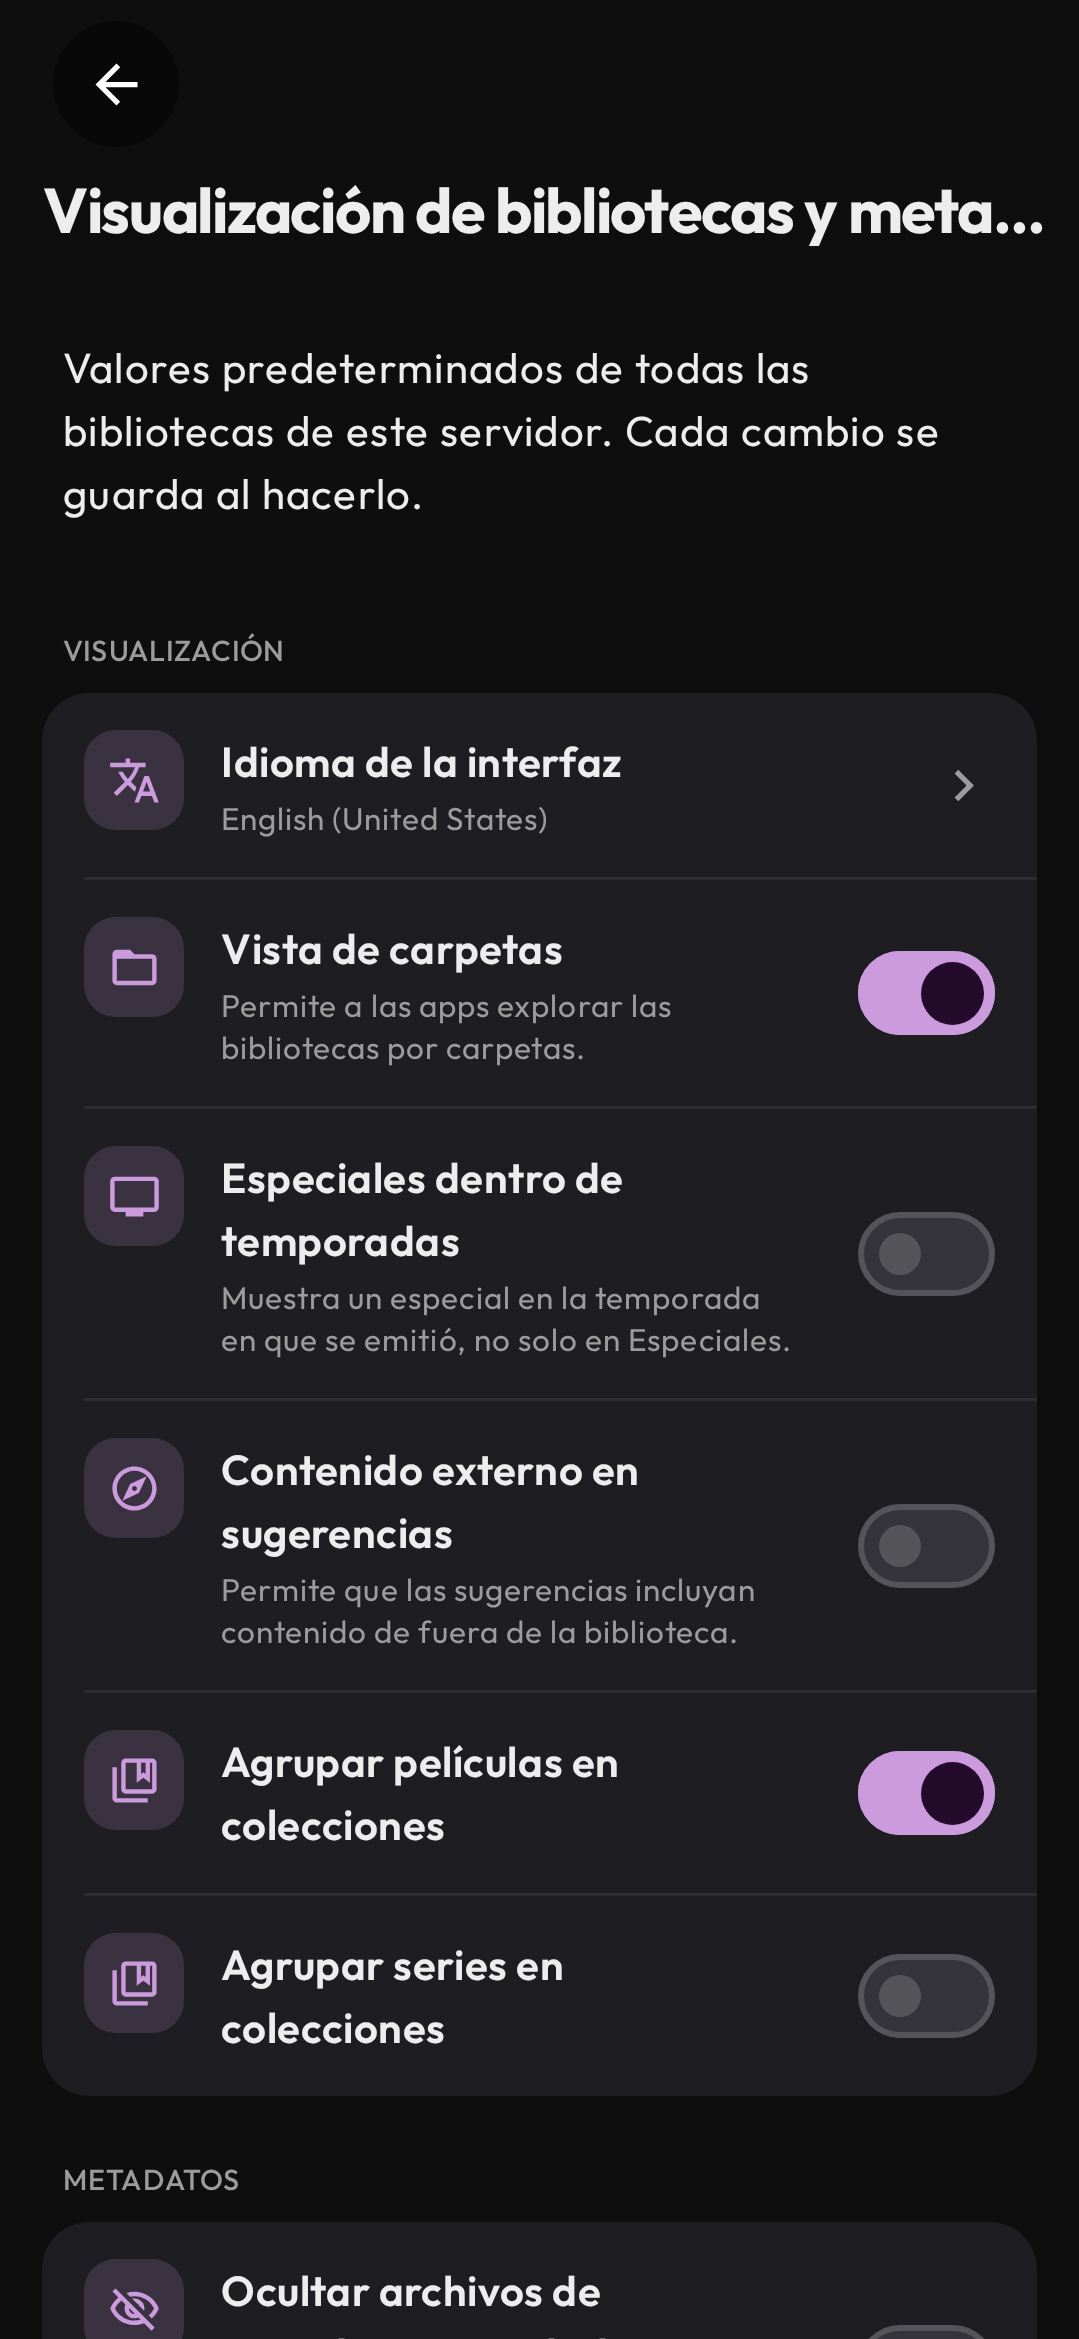 Visualización de bibliotecas y meta...
Valores predeterminados de todas las
bibliotecas de este servidor. Cada cambio se
guarda al hacerlo.
VISUALIZACIÓN
Idioma de la interfaz
English (United States)
Vista de carpetas
Permite a las apps explorar las
bibliotecas por carpetas.
Especiales dentro de
temporadas
Muestra un especial en la temporada
en que se emitió, no solo en Especiales.
Contenido externo en
sugerencias
Permite que las sugerencias incluyan
contenido de fuera de la biblioteca.
Agrupar películas en
colecciones
Agrupar series en
colecciones
METADATOS
Ocultar archivos de